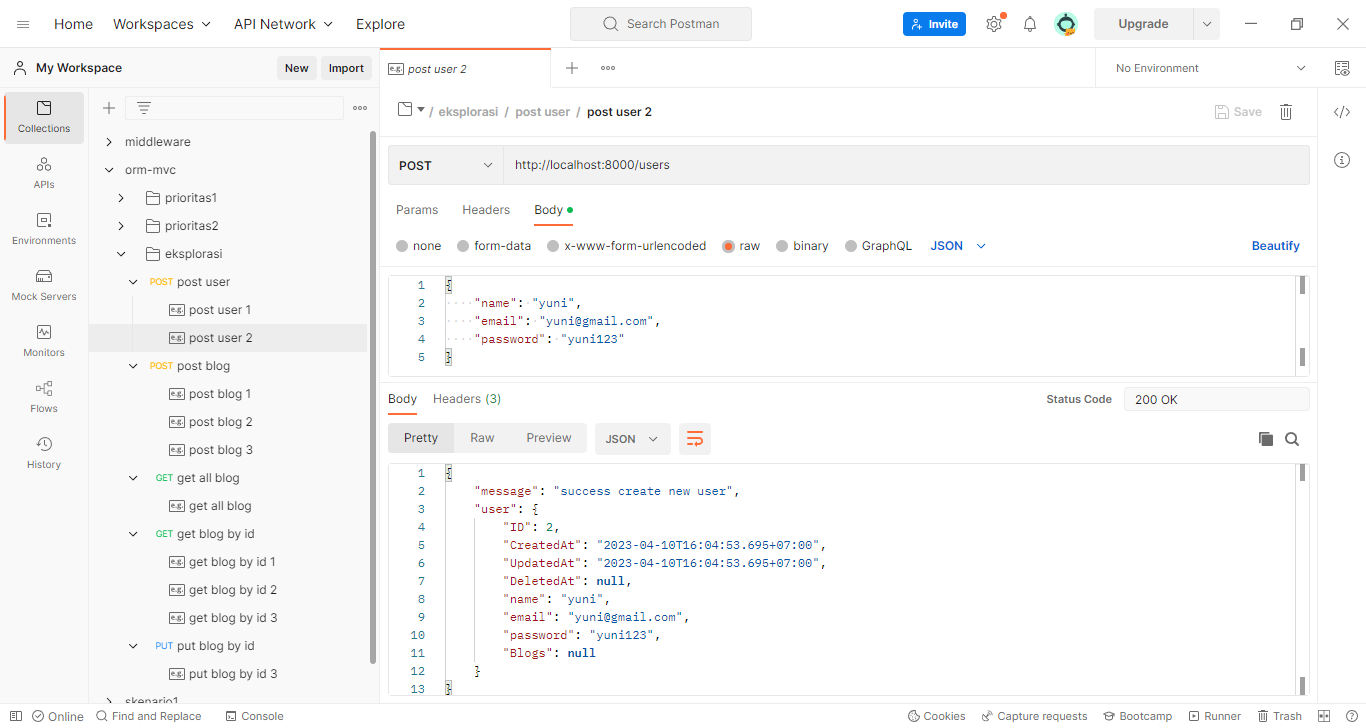 Home Workspaces API Network Explore Search Postman Invite Upgrade
My Workspace New Import e.g. post user 2 No Environment
Collections
APIs
Environments
Mock Servers
Monitors
Flows
History
middleware
orm-mvc
prioritas1
prioritas2
eksplorasi
POST post user
e.g. post user 1
e.g. post user 2
POST post blog
e.g. post blog 1
e.g. post blog 2
e.g. post blog 3
GET get all blog
e.g. get all blog
GET get blog by id
e.g. get blog by id 1
e.g. get blog by id 2
e.g. get blog by id 3
PUT put blog by id
e.g. put blog by id 3
skenario1
/ eksplorasi / post user / post user 2 Save
POST http://localhost:8000/users
Params Headers Body
none form-data x-www-form-urlencoded raw binary GraphQL JSON Beautify
1 {
2 "name": "yuni",
3 "email": "yuni@gmail.com",
4 "password": "yuni123"
5 }
Body Headers (3) Status Code 200 OK
Pretty Raw Preview JSON
1 {
2 "message": "success create new user",
3 "user": {
4 "ID": 2,
5 "CreatedAt": "2023-04-10T16:04:53.695+07:00",
6 "UpdatedAt": "2023-04-10T16:04:53.695+07:00",
7 "DeletedAt": null,
8 "name": "yuni",
9 "email": "yuni@gmail.com",
10 "password": "yuni123",
11 "Blogs": null
12 }
13 }
Online Find and Replace Console Cookies Capture requests Bootcamp Runner Trash